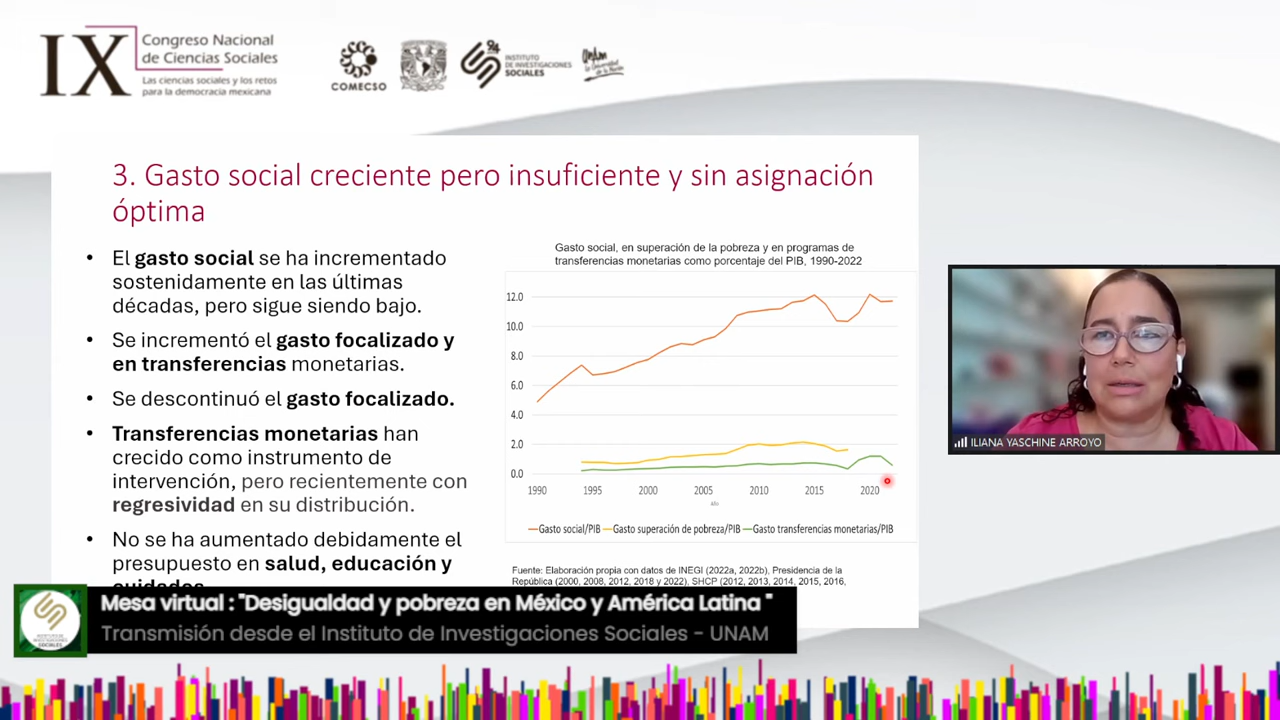 IX
Congreso Nacional
de Ciencias Sociales
Las ciencias sociales y los retos
para la democracia mexicana
COMECSO
94
INSTITUTO
DE INVESTIGACIONES
SOCIALES
3. Gasto social creciente pero insuficiente y sin asignación
óptima
• El gasto social se ha incrementado
sostenidamente en las últimas
décadas, pero sigue siendo bajo.
• Se incrementó el gasto focalizado y
en transferencias monetarias.
• Se descontinuó el gasto focalizado.
• Transferencias monetarias han
crecido como instrumento de
intervención, pero recientemente con
regresividad en su distribución.
• No se ha aumentado debidamente el
presupuesto en salud, educación y
cuidados
Gasto social, en superación de la pobreza y en programas de
transferencias monetarias como porcentaje del PIB, 1990-2022
12.0
10.0
8.0
6.0
4.0
2.0
0.0
1990 1995 2000 2005 2010 2015 2020
Año
Gasto social/PIB Gasto superación de pobreza/PIB Gasto transferencias monetarias/PIB
Fuente: Elaboración propia con datos de INEGI (2022a, 2022b), Presidencia de la
República (2000, 2008, 2012, 2018 y 2022), SHCP (2012, 2013, 2014, 2015, 2016,
ILIANA YASCHINE ARROYO
Mesa virtual : "Desigualdad y pobreza en México y América Latina "
Transmisión desde el Instituto de Investigaciones Sociales - UNAM